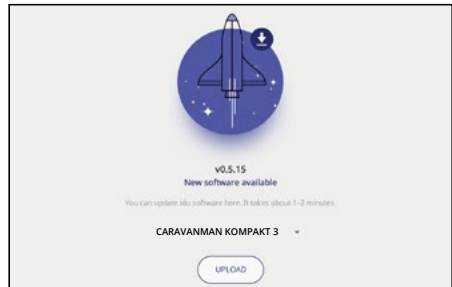 v0.5.15
New software available
You can update idu software here. It takes about 1-2 minutes.
CARAVANMAN KOMPAKT 3
UPLOAD